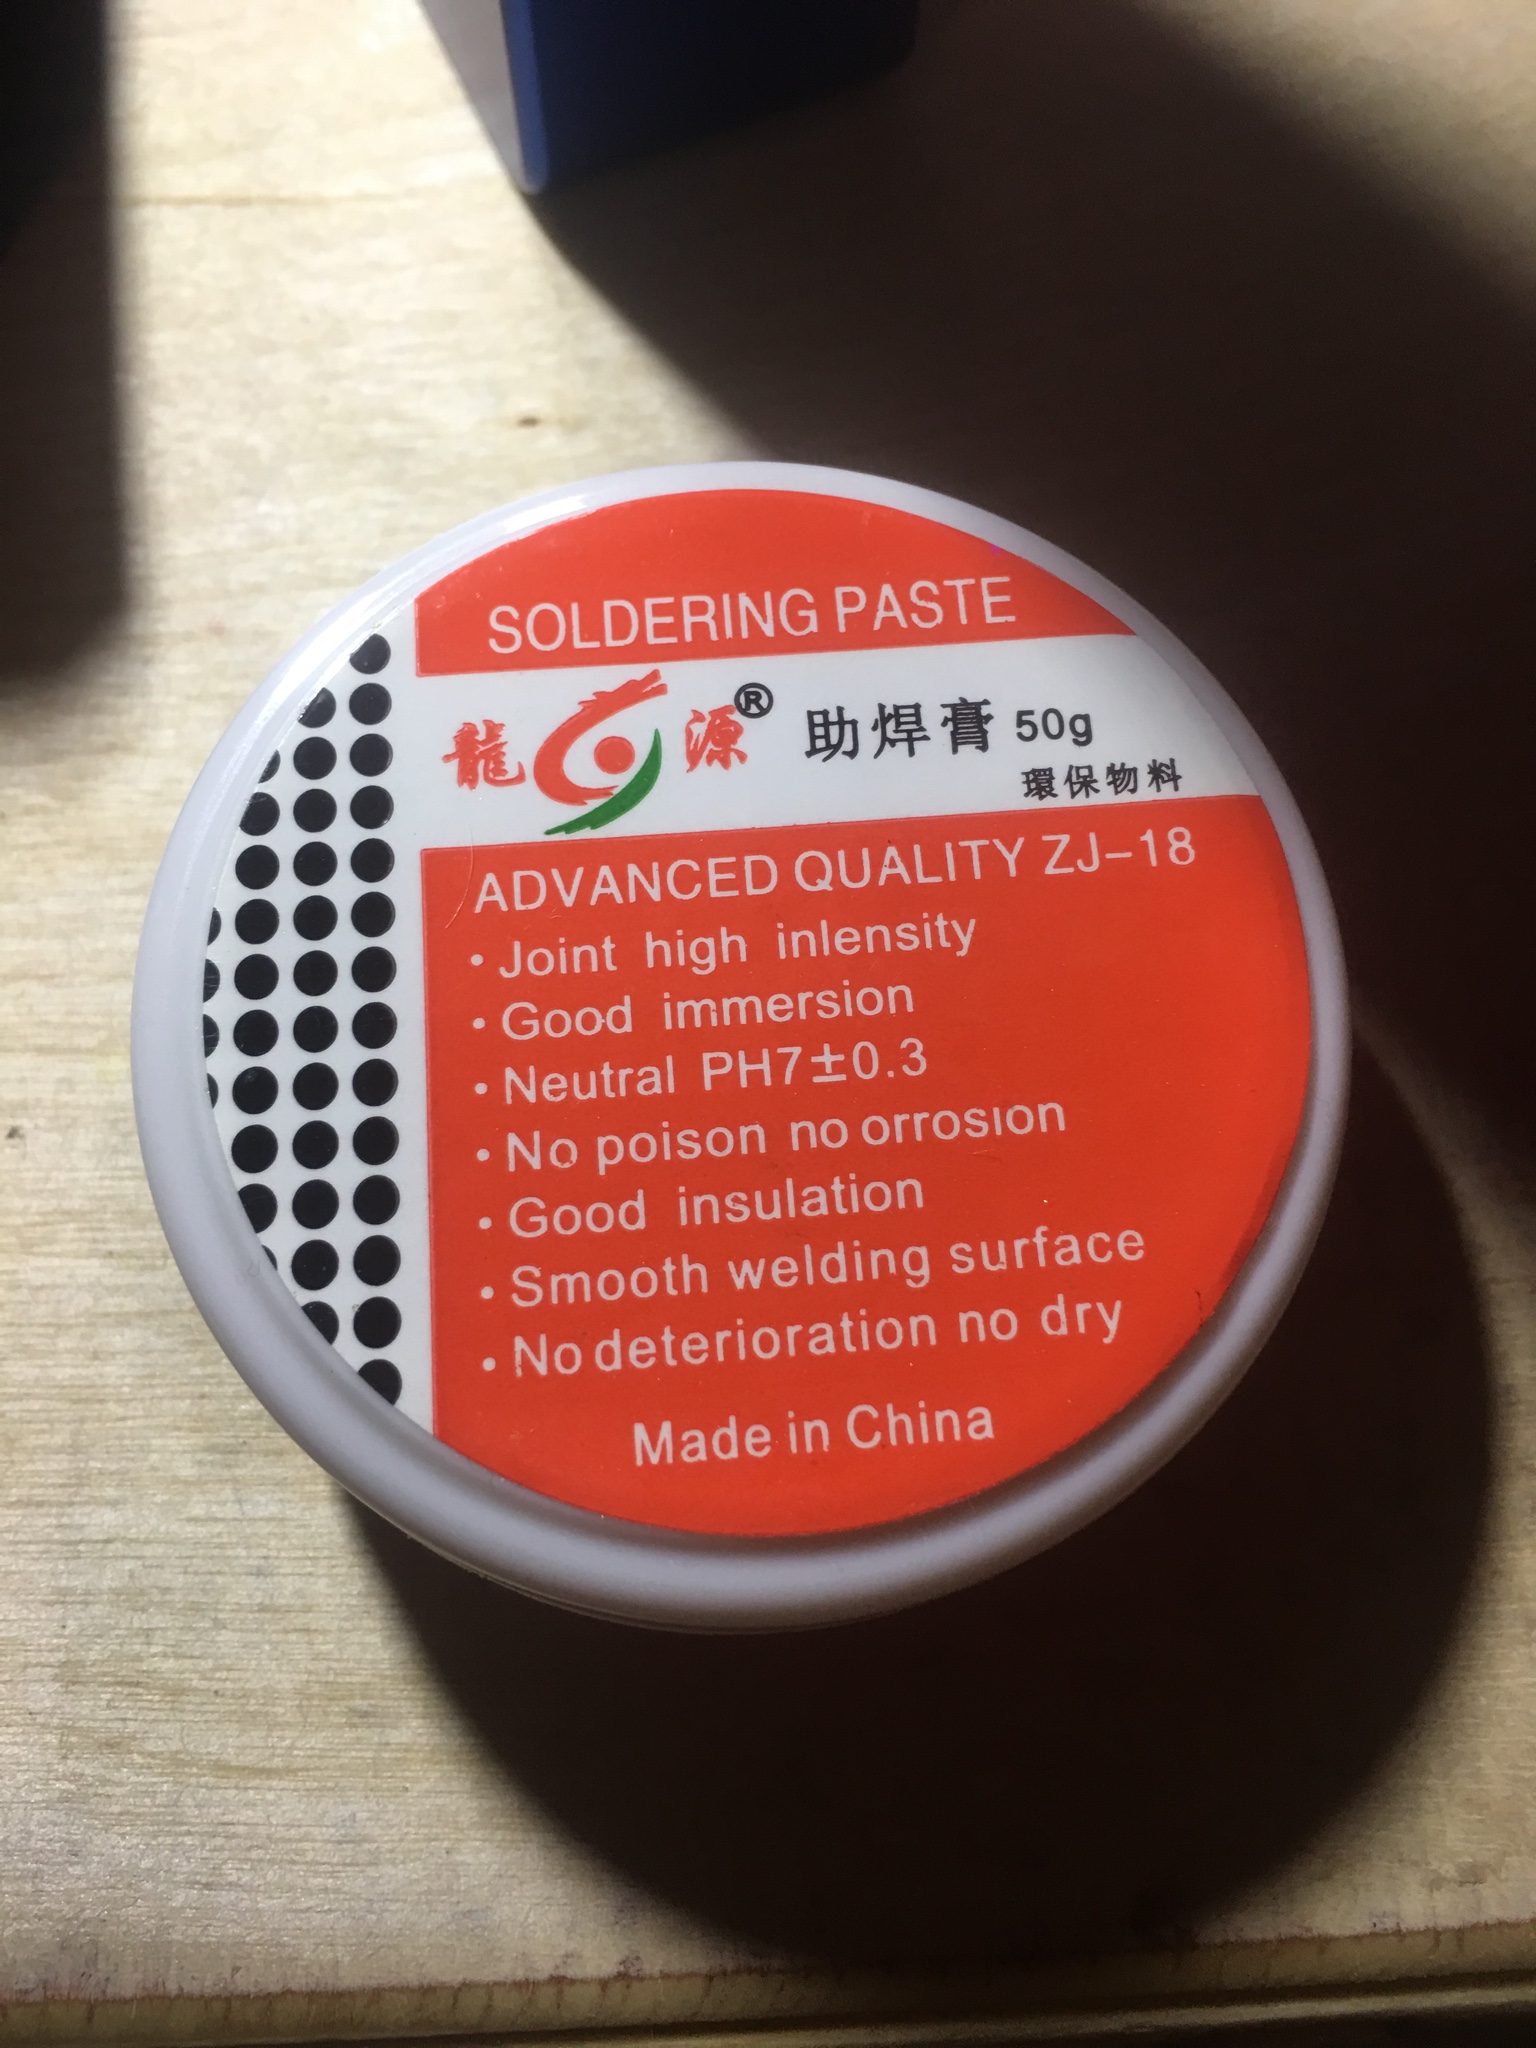 SOLDERING PASTE
龍 源® 助焊膏 50g
環保物料
ADVANCED QUALITY ZJ-18
• Joint high inlensity
• Good immersion
• Neutral PH7±0.3
• No poison no orrosion
• Good insulation
• Smooth welding surface
• No deterioration no dry
Made in China